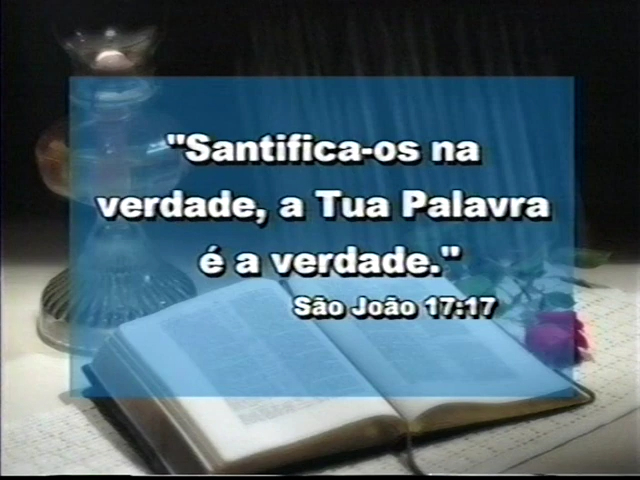 "Santifica-os na
verdade, a Tua Palavra
é a verdade."
São João 17:17